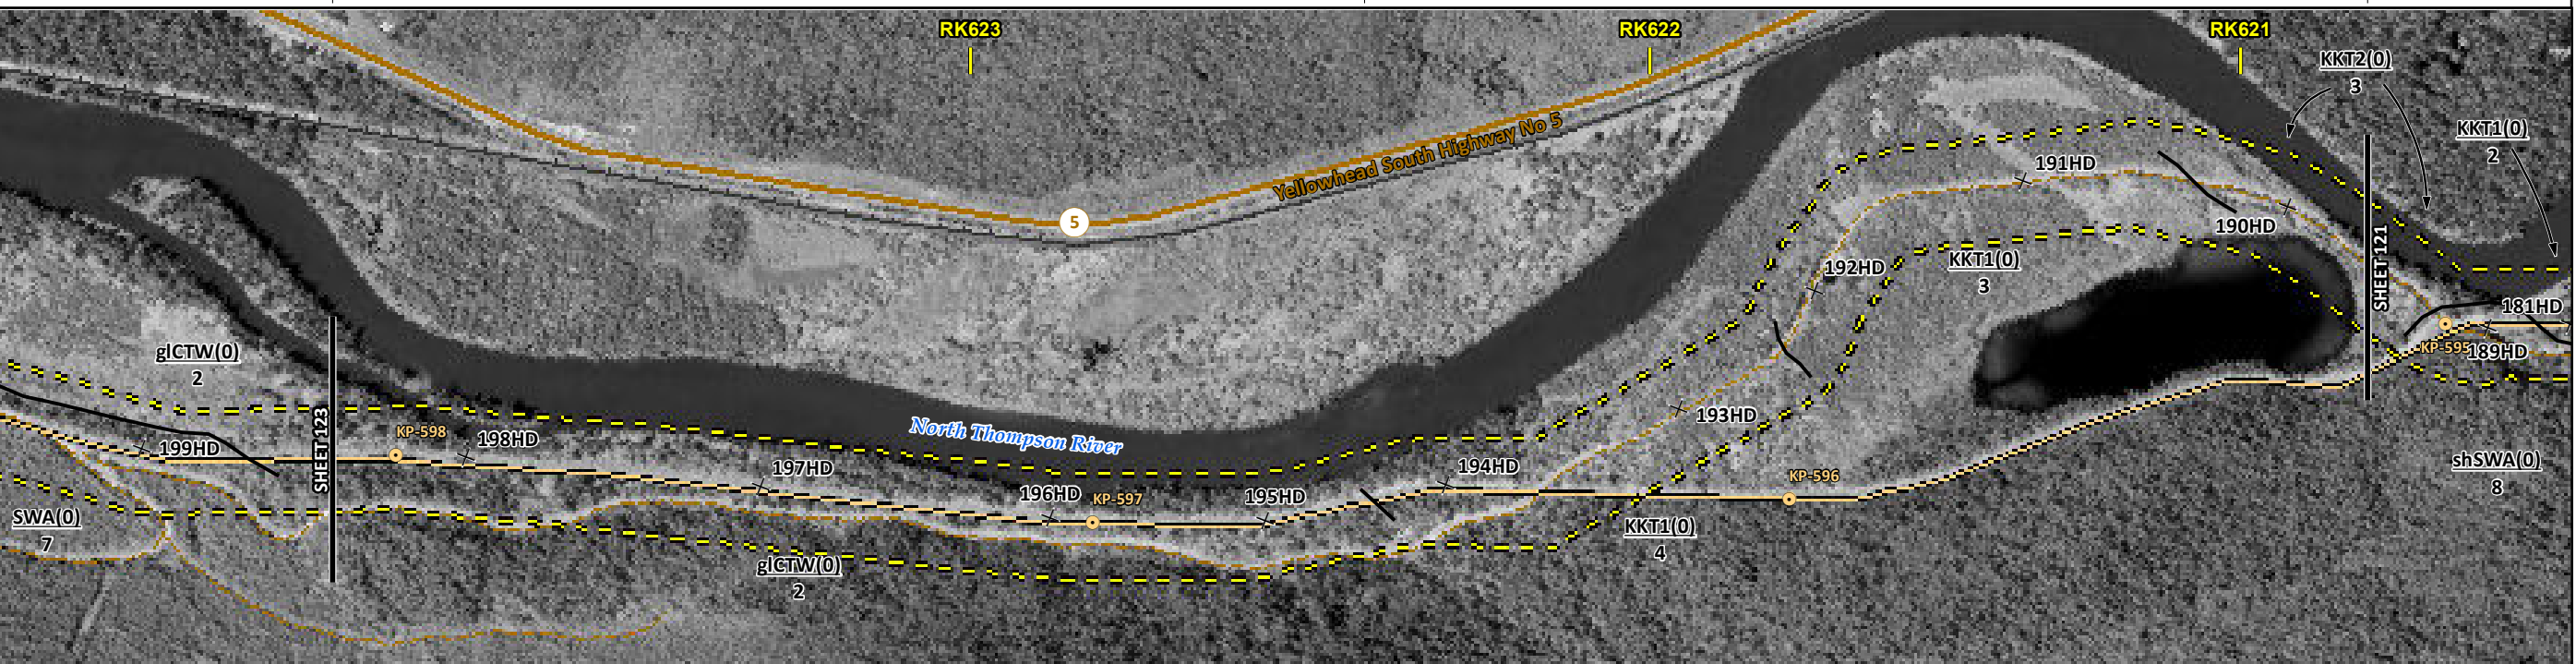 RK623
RK622
RK621
KKT2(0)
3
KKT1(0)
2
Yellowhead South Highway No 5
5
191HD
190HD
192HD
KKT1(0)
3
SHEET 121
181HD
KP-595
189HD
glCTW(0)
2
193HD
SHEET 123
KP-598
198HD
199HD
North Thompson River
197HD
194HD
196HD
KP-597
195HD
KP-596
shSWA(0)
8
SWA(0)
7
KKT1(0)
4
glCTW(0)
2